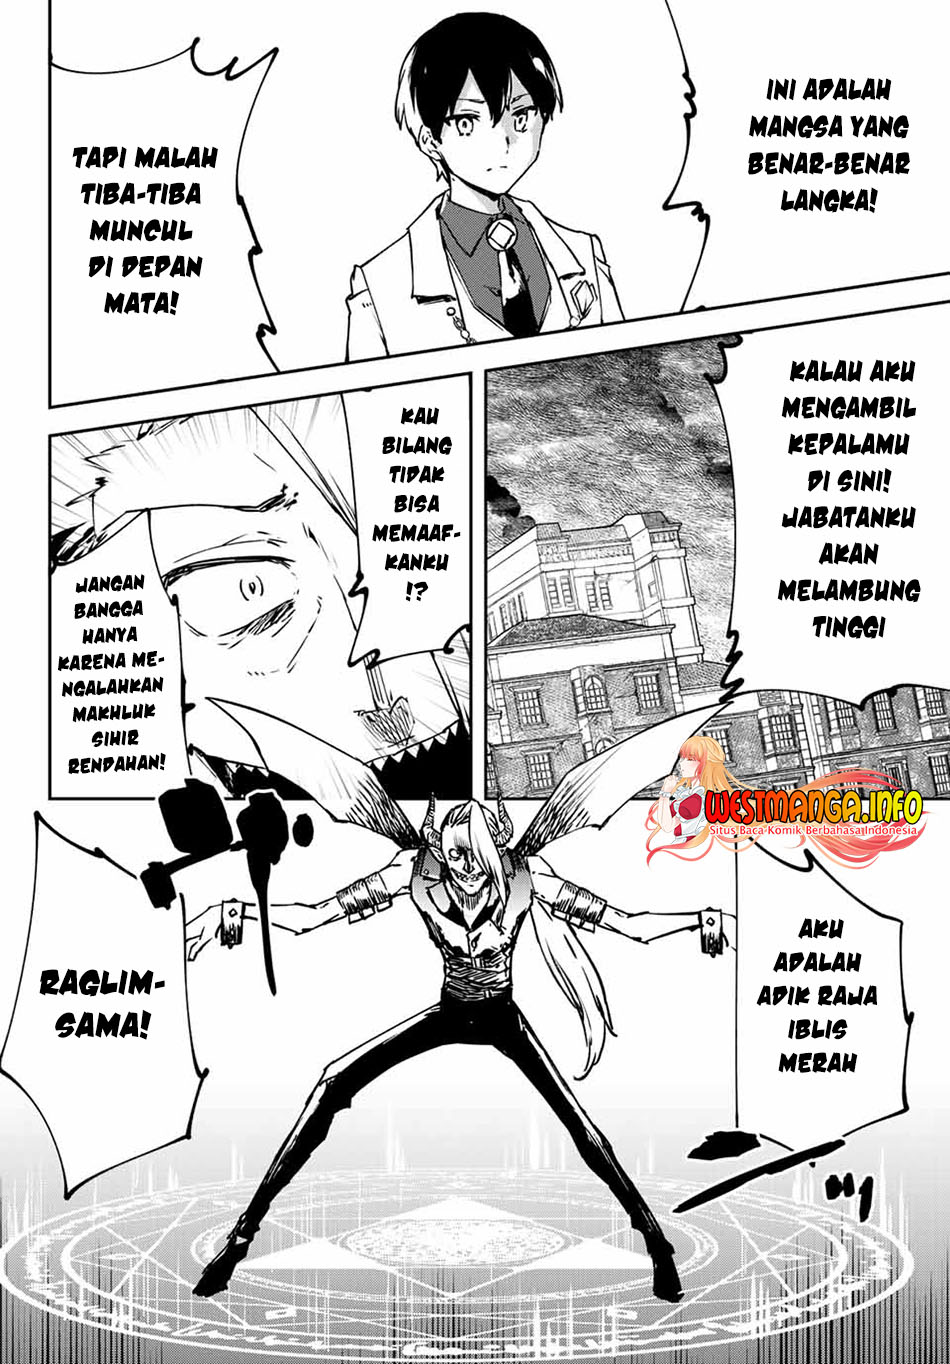 INI ADALAH
MANGSA YANG
BENAR-BENAR
LANGKA!
TAPI MALAH
TIBA-TIBA
MUNCUL
DI DEPAN
MATA!
KALAU AKU
MENGAMBIL
KEPALAMU
DI SINI!
JABATANKU
AKAN
MELAMBUNG
TINGGI
KAU
BILANG
TIDAK
BISA
MEMAAF-
KANKU
!?
JANGAN
BANGGA
HANYA
KARENA ME-
NGALAHKAN
MAKHLUK
SIHIR
RENDAHAN!
WESTMANGA.INFO
Situs Baca Komik Berbahasa Indonesia
AKU
ADALAH
ADIK RAJA
IBLIS
MERAH
RAGLIM-
SAMA!